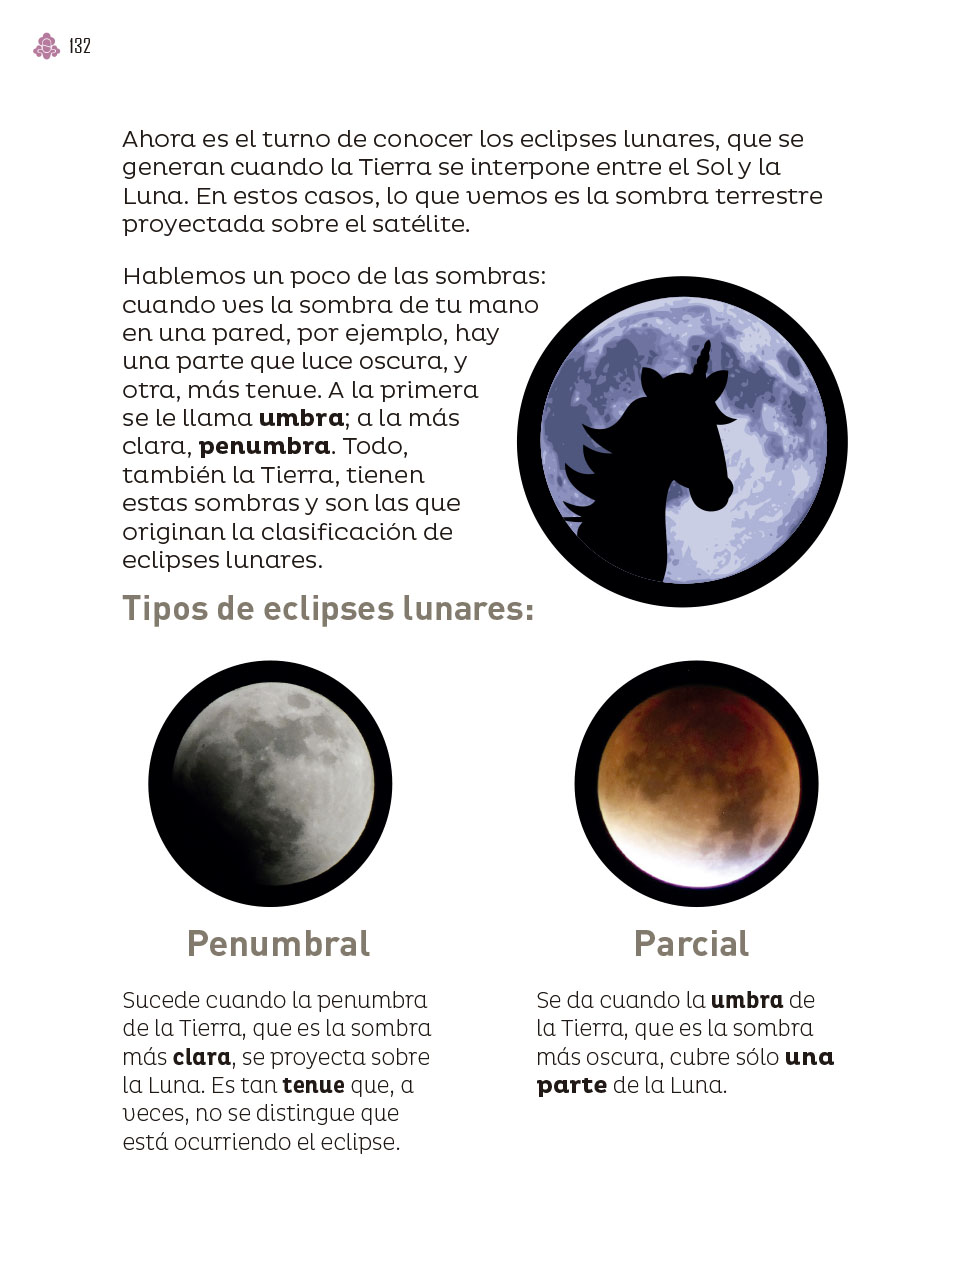 132
Ahora es el turno de conocer los eclipses lunares, que se
generan cuando la Tierra se interpone entre el Sol y la
Luna. En estos casos, lo que vemos es la sombra terrestre
proyectada sobre el satélite.
Hablemos un poco de las sombras:
cuando ves la sombra de tu mano
en una pared, por ejemplo, hay
una parte que luce oscura, y
otra, más tenue. A la primera
se le llama umbra; a la más
clara, penumbra. Todo,
también la Tierra, tienen
estas sombras y son las que
originan la clasificación de
eclipses lunares.
Tipos de eclipses lunares:
Penumbral
Sucede cuando la penumbra
de la Tierra, que es la sombra
más clara, se proyecta sobre
la Luna. Es tan tenue que, a
veces, no se distingue que
está ocurriendo el eclipse.
Parcial
Se da cuando la umbra de
la Tierra, que es la sombra
más oscura, cubre sólo una
parte de la Luna.